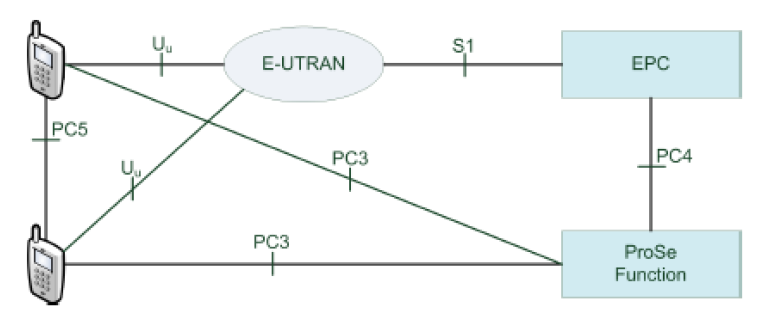 Uu
S1
E-UTRAN
EPC
PC5
PC3
PC4
Uu
PC3
ProSe
Function